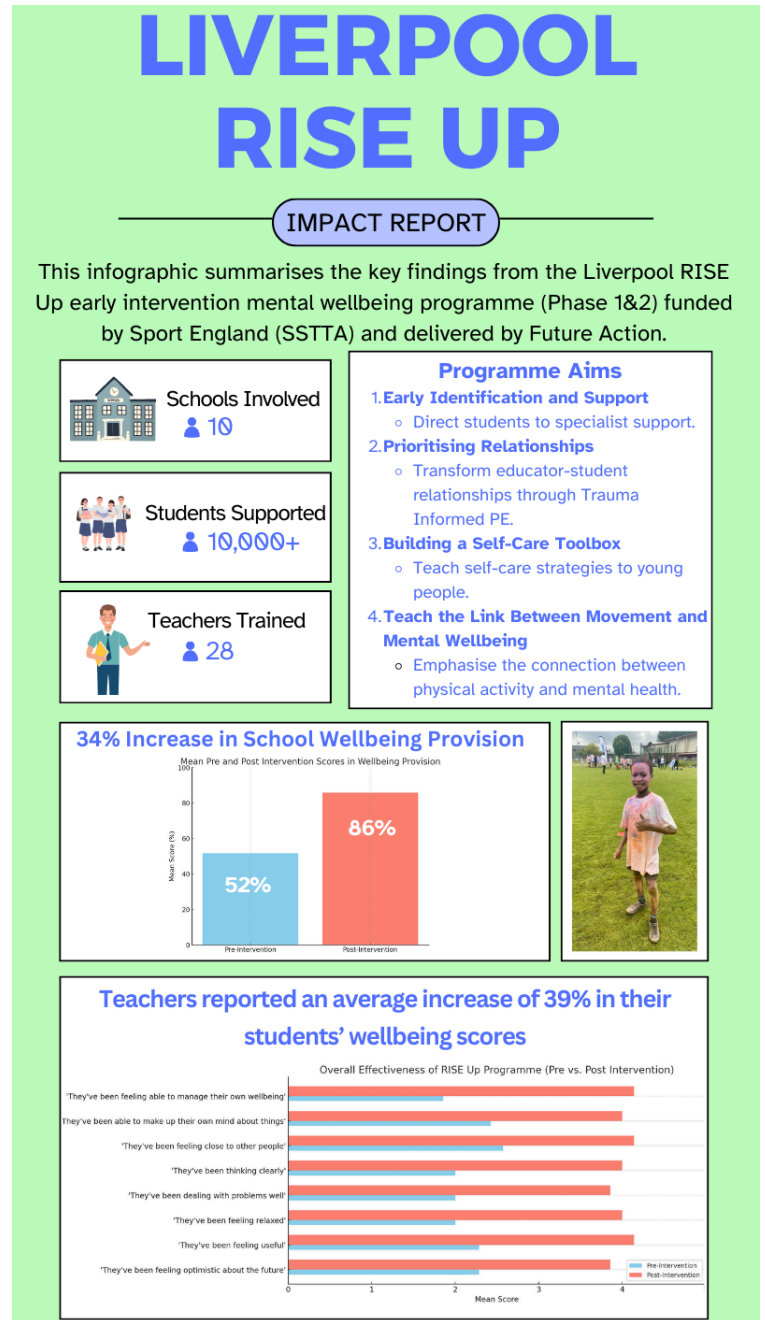 LIVERPOOL
RISE UP
IMPACT REPORT
This infographic summarises the key findings from the Liverpool RISE
Up early intervention mental wellbeing programme (Phase 1&2) funded
by Sport England (SSTTA) and delivered by Future Action.
SCHOOL
Schools Involved
10
Students Supported
10,000+
Teachers Trained
28
Programme Aims
1. Early Identification and Support
Direct students to specialist support.
2. Prioritising Relationships
Transform educator-student
relationships through Trauma
Informed PE.
3. Building a Self-Care Toolbox
Teach self-care strategies to young
people.
4. Teach the Link Between Movement and
Mental Wellbeing
Emphasise the connection between
physical activity and mental health.
34% Increase in School Wellbeing Provision
Mean Pre and Post Intervention Scores in Wellbeing Provision
Mean Score (%)
100
80
60
40
20
0
52%
86%
Pre-Intervention
Post-Intervention
Teachers reported an average increase of 39% in their
students’ wellbeing scores
Overall Effectiveness of RISE Up Programme (Pre vs. Post Intervention)
'They've been feeling able to manage their own wellbeing'
They've been able to make up their own mind about things'
'They've been feeling close to other people'
'They've been thinking clearly'
'They've been dealing with problems well'
'They've been feeling relaxed'
'They've been feeling useful'
'They've been feeling optimistic about the future'
Pre-Intervention
Post-Intervention
0 1 2 3 4
Mean Score